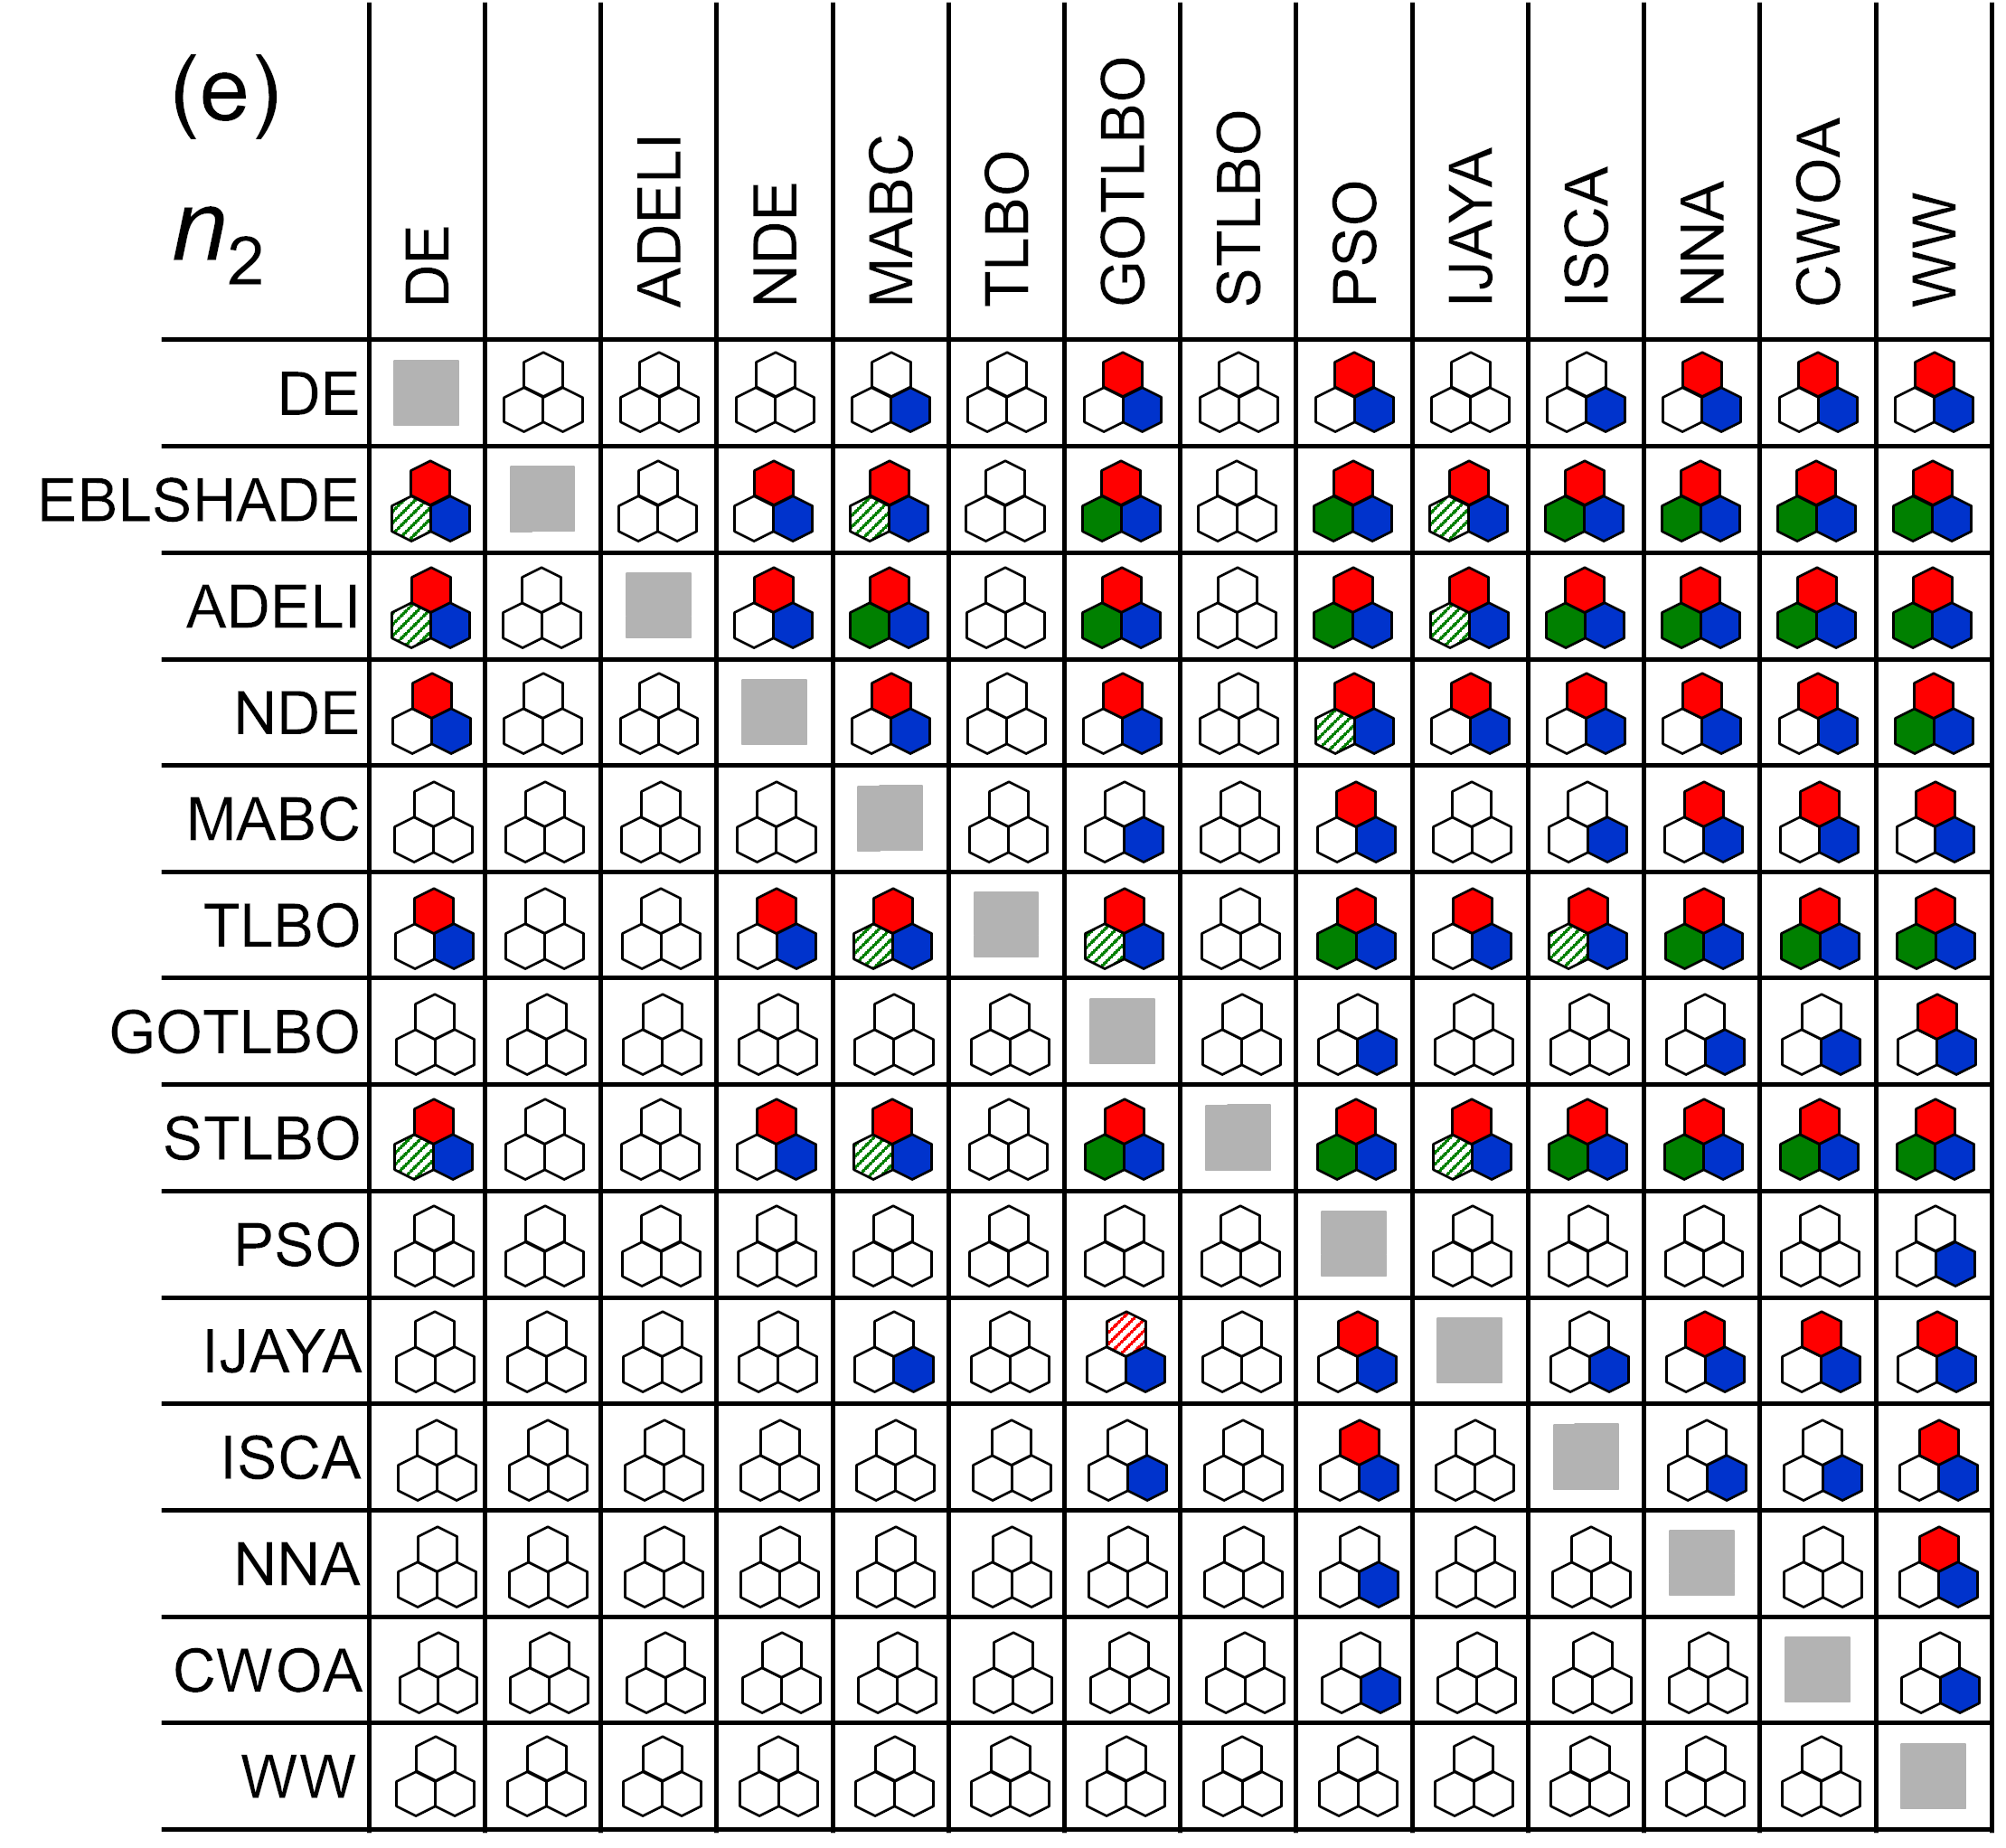 (e)
n2
DE
ADELI
NDE
MABC
TLBO
GOTLBO
STLBO
PSO
IJAYA
ISCA
NNA
CWOA
WW
DE
EBLSHADE
ADELI
NDE
MABC
TLBO
GOTLBO
STLBO
PSO
IJAYA
ISCA
NNA
CWOA
WW